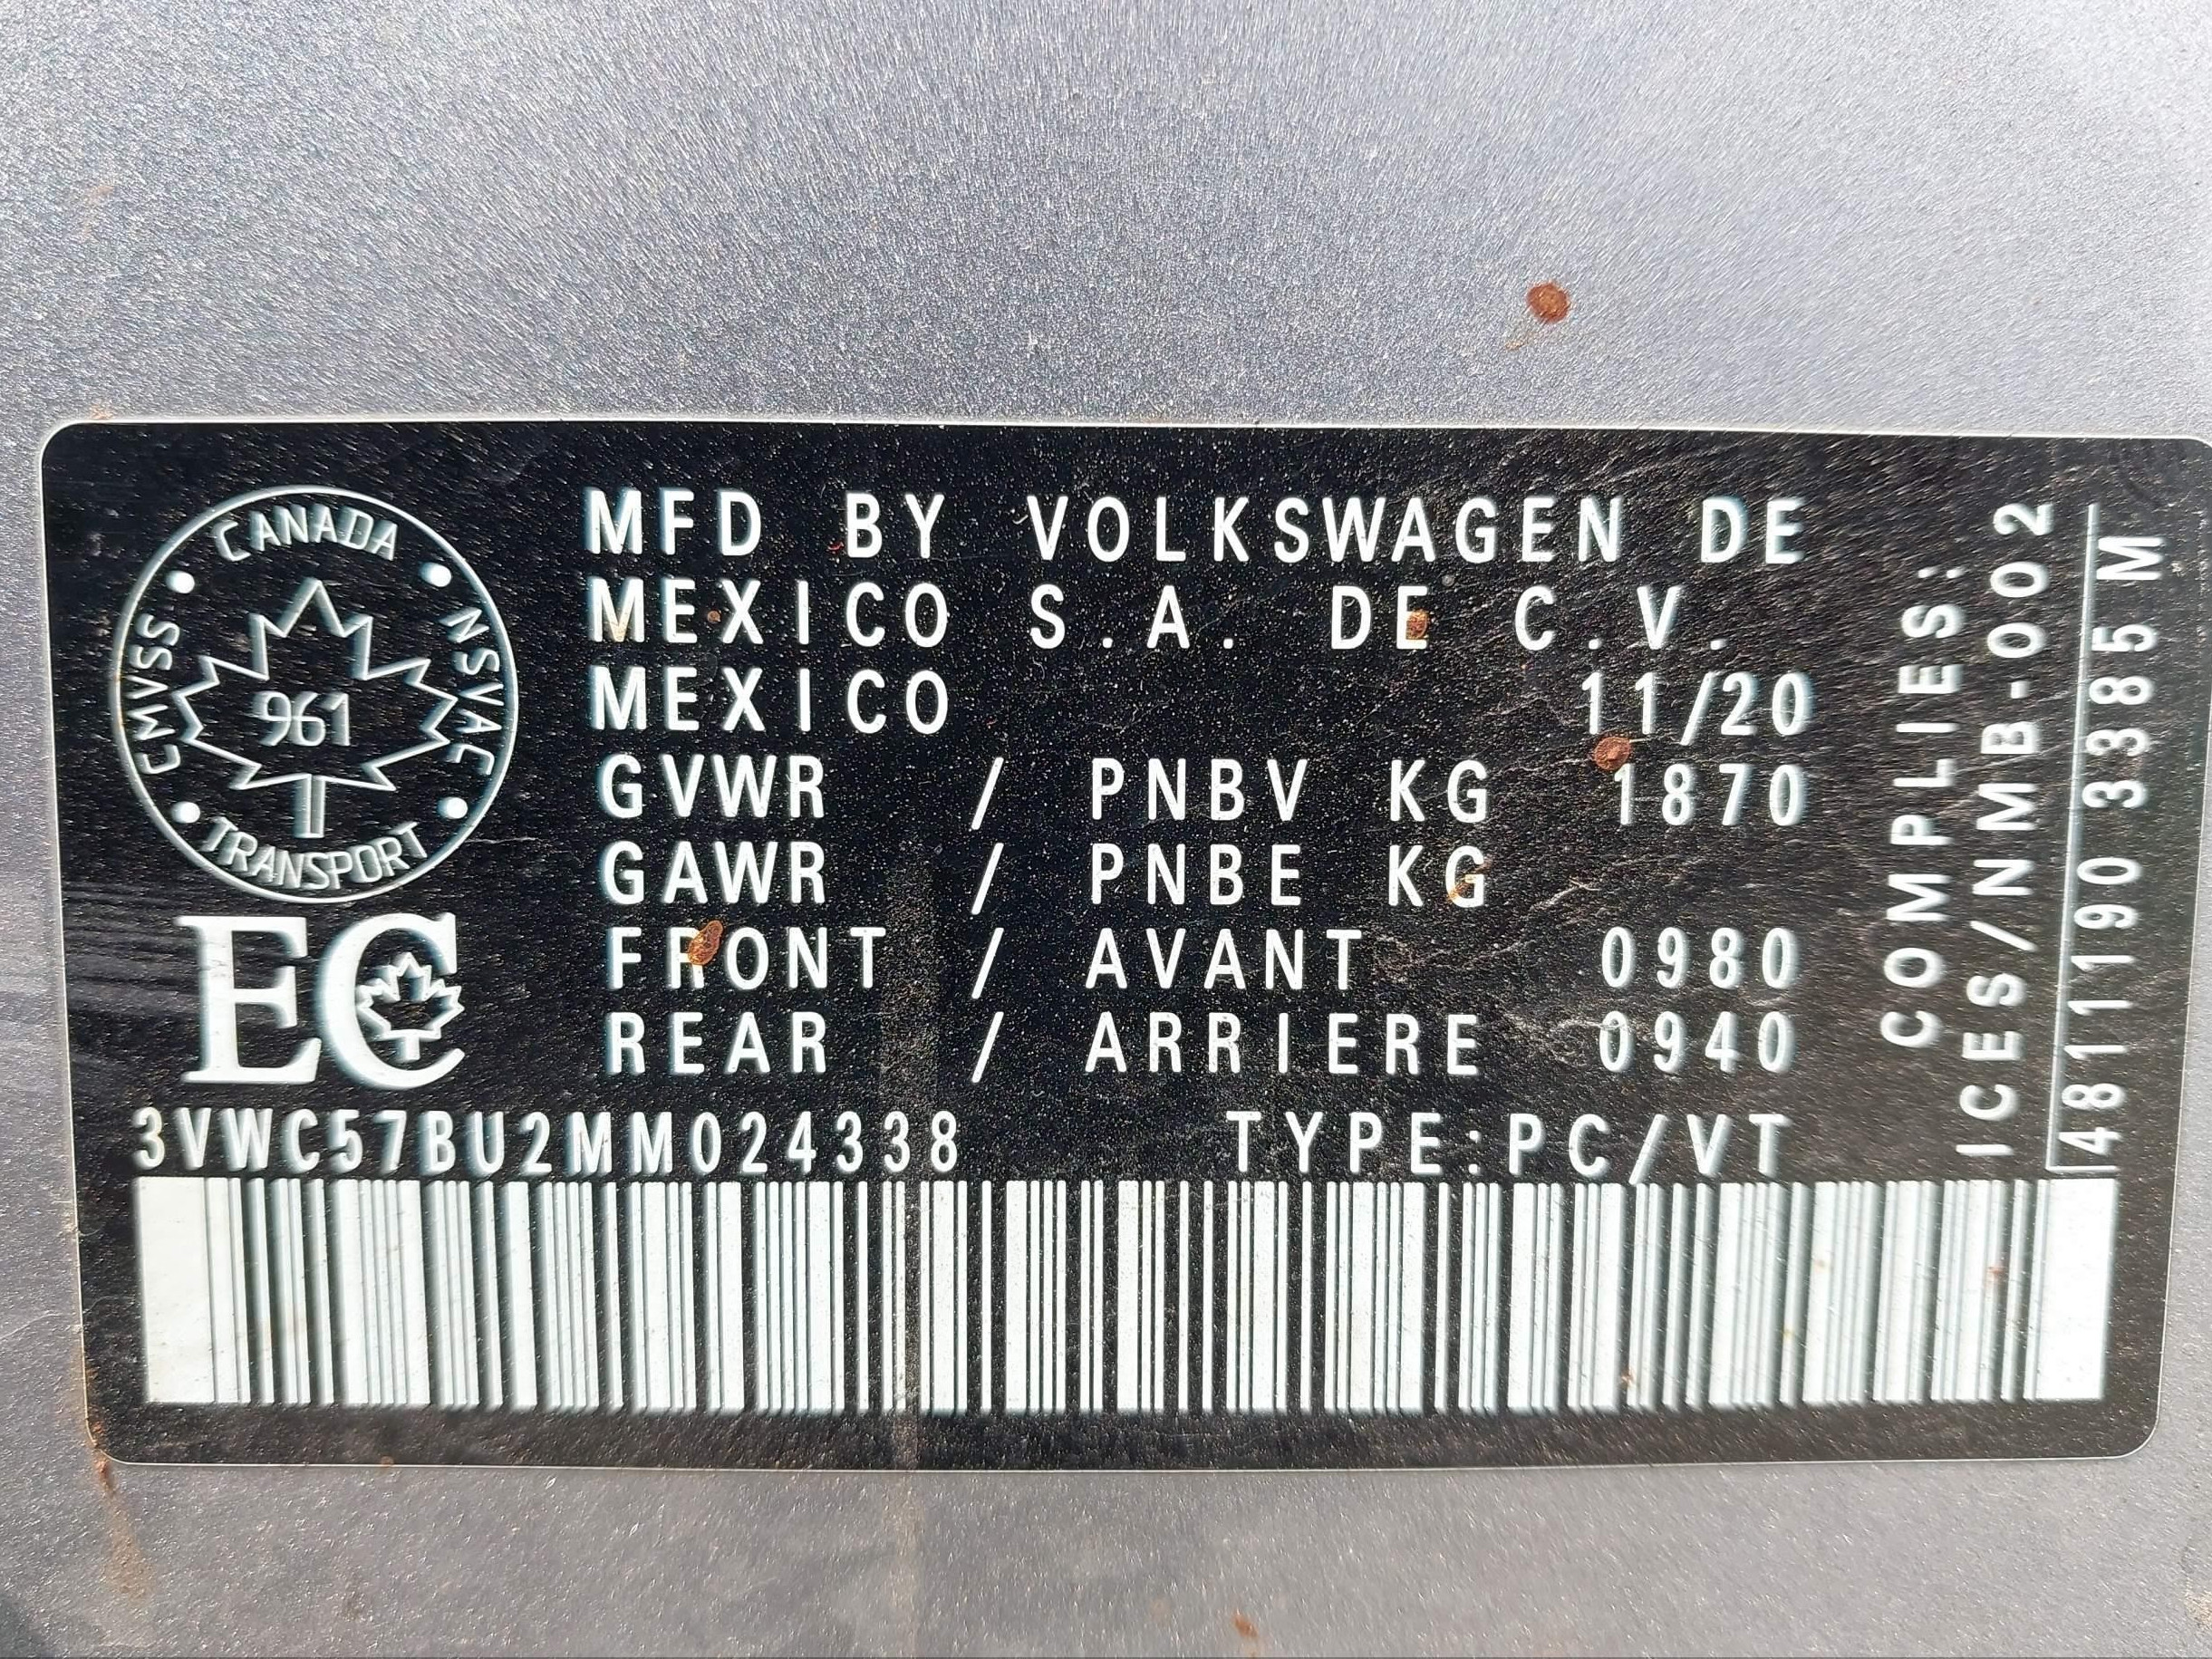 CANADA
CMVSS
NSVAC
961
TRANSPORT
EC
MFD BY VOLKSWAGEN DE
MEXICO S.A. DE C.V.
MEXICO 11/20
GVWR / PNBV KG 1870
GAWR / PNBE KG
FRONT / AVANT 0980
REAR / ARRIERE 0940
3VWC57BU2MM024338 TYPE:PC/VT
COMPLIES:
ICES/NMB-002
4811190 3385 M